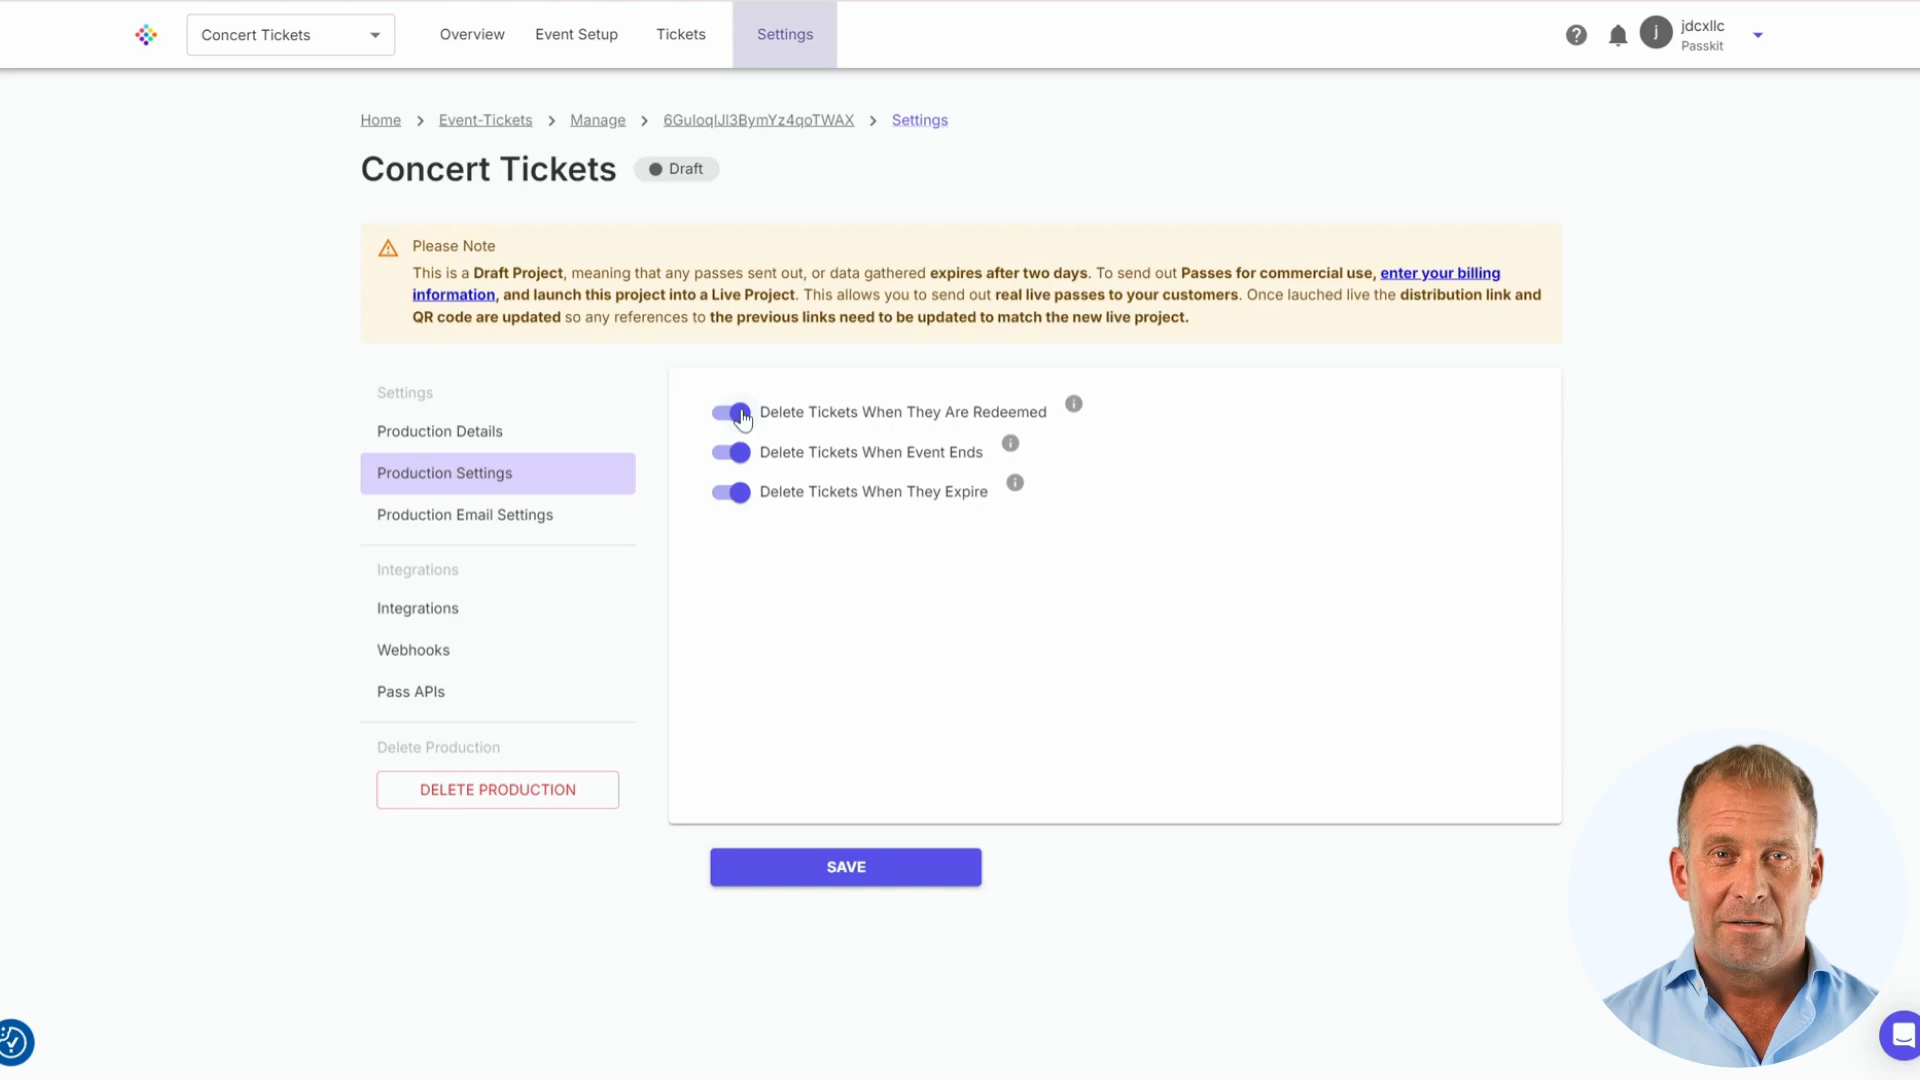 Concert Tickets
Overview
Event Setup
Tickets
Settings
j
jdcxllc
Passkit
Home > Event-Tickets > Manage > 6GuloqlJl3BymYz4qoTWAX > Settings
Concert Tickets
Draft
Please Note
This is a Draft Project, meaning that any passes sent out, or data gathered expires after two days. To send out Passes for commercial use, enter your billing
information, and launch this project into a Live Project. This allows you to send out real live passes to your customers. Once lauched live the distribution link and
QR code are updated so any references to the previous links need to be updated to match the new live project.
Settings
Production Details
Production Settings
Production Email Settings
Integrations
Integrations
Webhooks
Pass APIs
Delete Production
DELETE PRODUCTION
Delete Tickets When They Are Redeemed
Delete Tickets When Event Ends
Delete Tickets When They Expire
SAVE